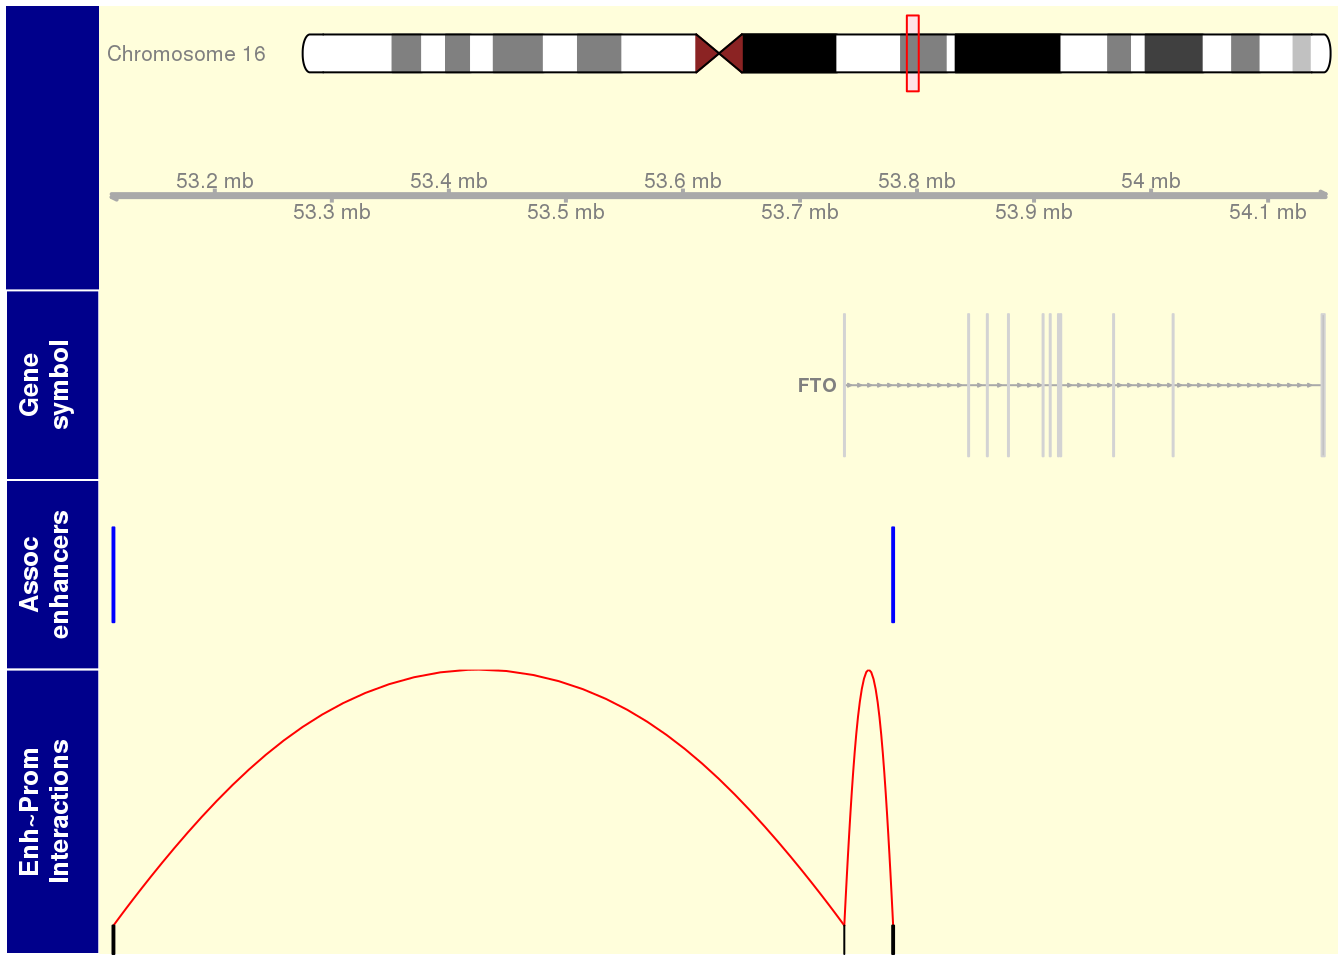 Chromosome 16
53.2 mb 53.4 mb 53.6 mb 53.8 mb 54 mb
53.3 mb 53.5 mb 53.7 mb 53.9 mb 54.1 mb
Gene
symbol
FTO
Assoc
enhancers
Enh~Prom
Interactions